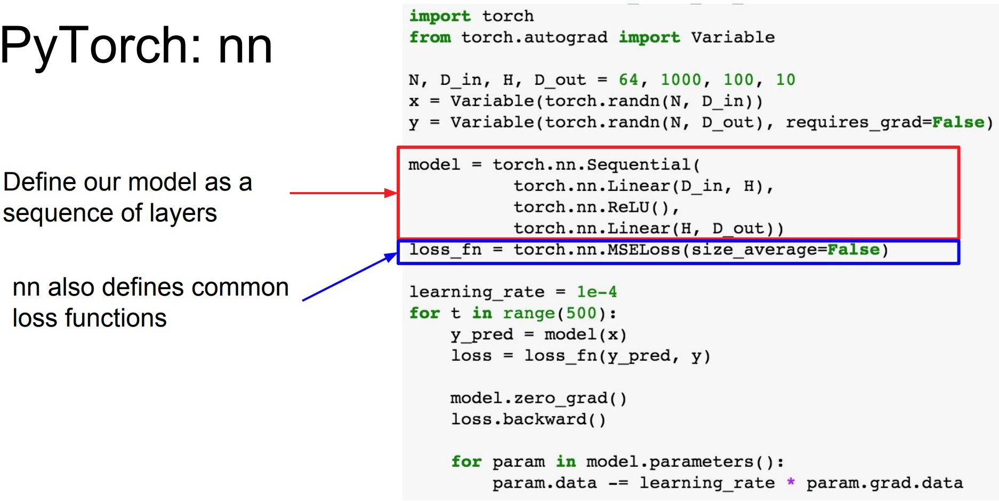 PyTorch: nn
Define our model as a
sequence of layers
nn also defines common
loss functions
import torch
from torch.autograd import Variable
N, D_in, H, D_out = 64, 1000, 100, 10
x = Variable(torch.randn(N, D_in))
y = Variable(torch.randn(N, D_out), requires_grad=False)
model = torch.nn.Sequential(
          torch.nn.Linear(D_in, H),
          torch.nn.ReLU(),
          torch.nn.Linear(H, D_out))
loss_fn = torch.nn.MSELoss(size_average=False)
learning_rate = 1e-4
for t in range(500):
    y_pred = model(x)
    loss = loss_fn(y_pred, y)
    model.zero_grad()
    loss.backward()
    for param in model.parameters():
        param.data -= learning_rate * param.grad.data